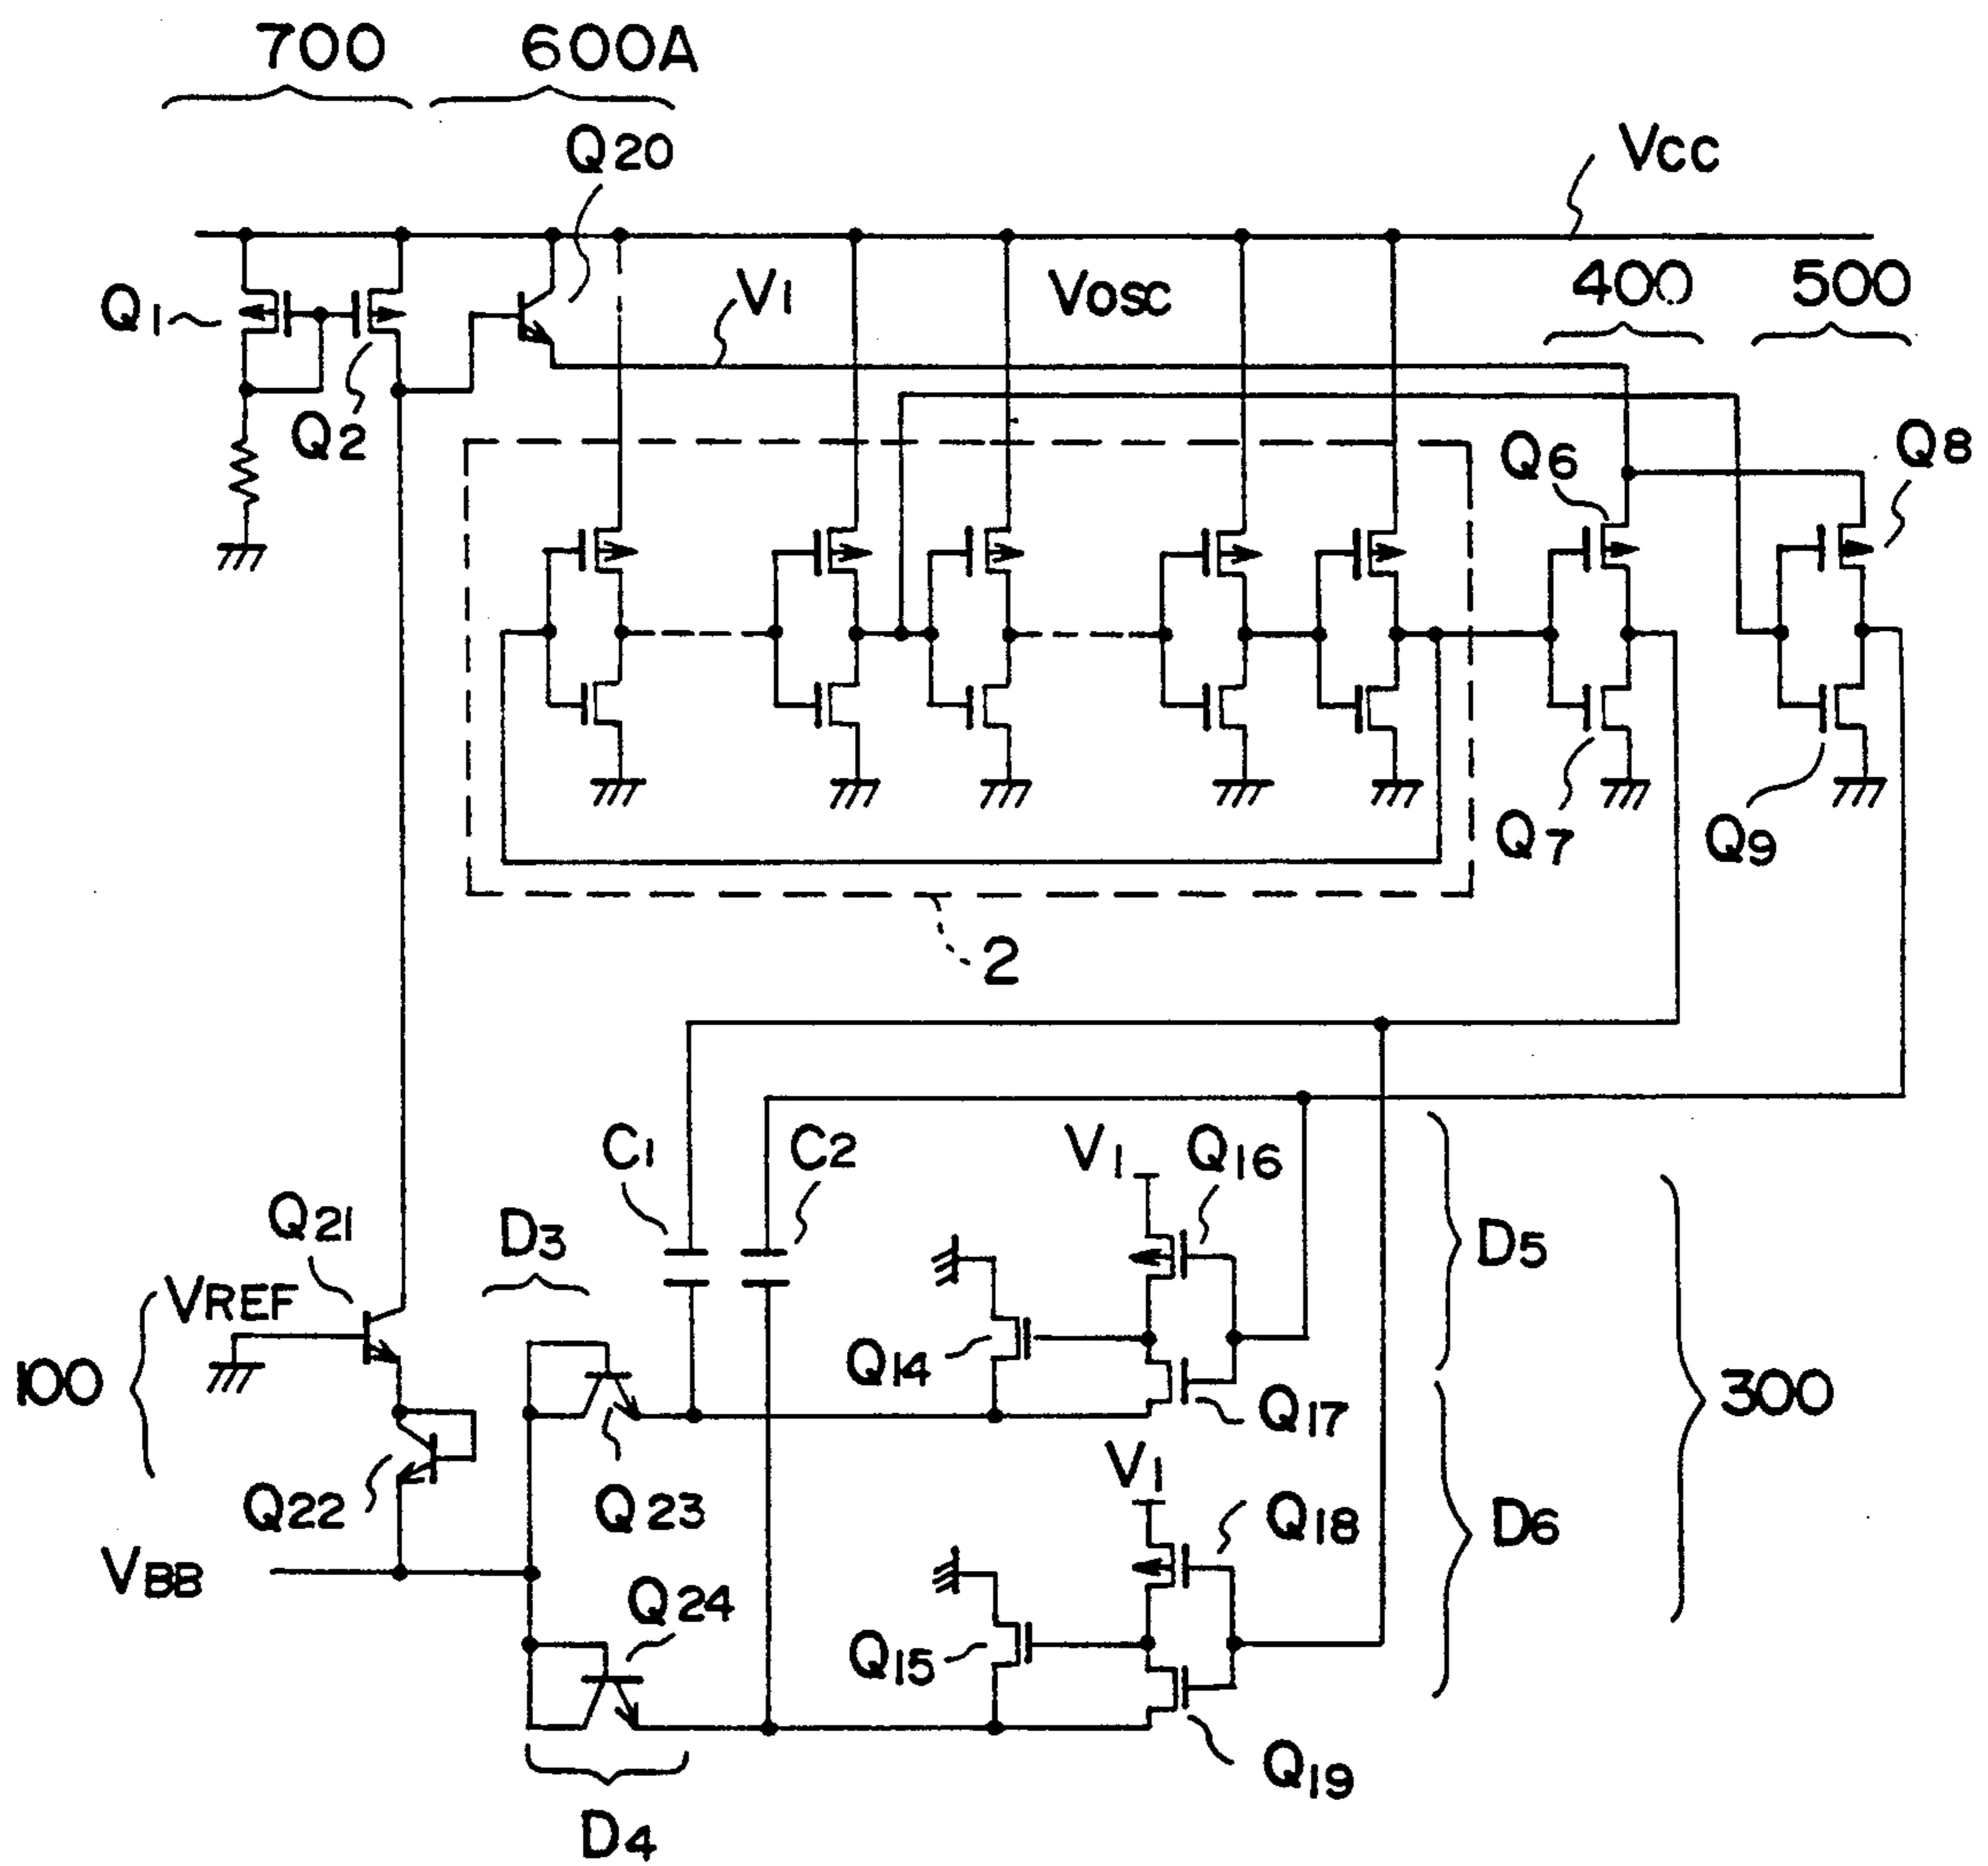 700
600A
Q20
VCC
Q1
V1
VOSC
400
500
Q2
Q6
Q8
Q7
Q9
2
C1
C2
V1
Q16
Q21
D3
D5
VREF
100
Q14
300
Q17
V1
Q22
Q23
Q18
D6
VBB
Q24
Q15
Q19
D4